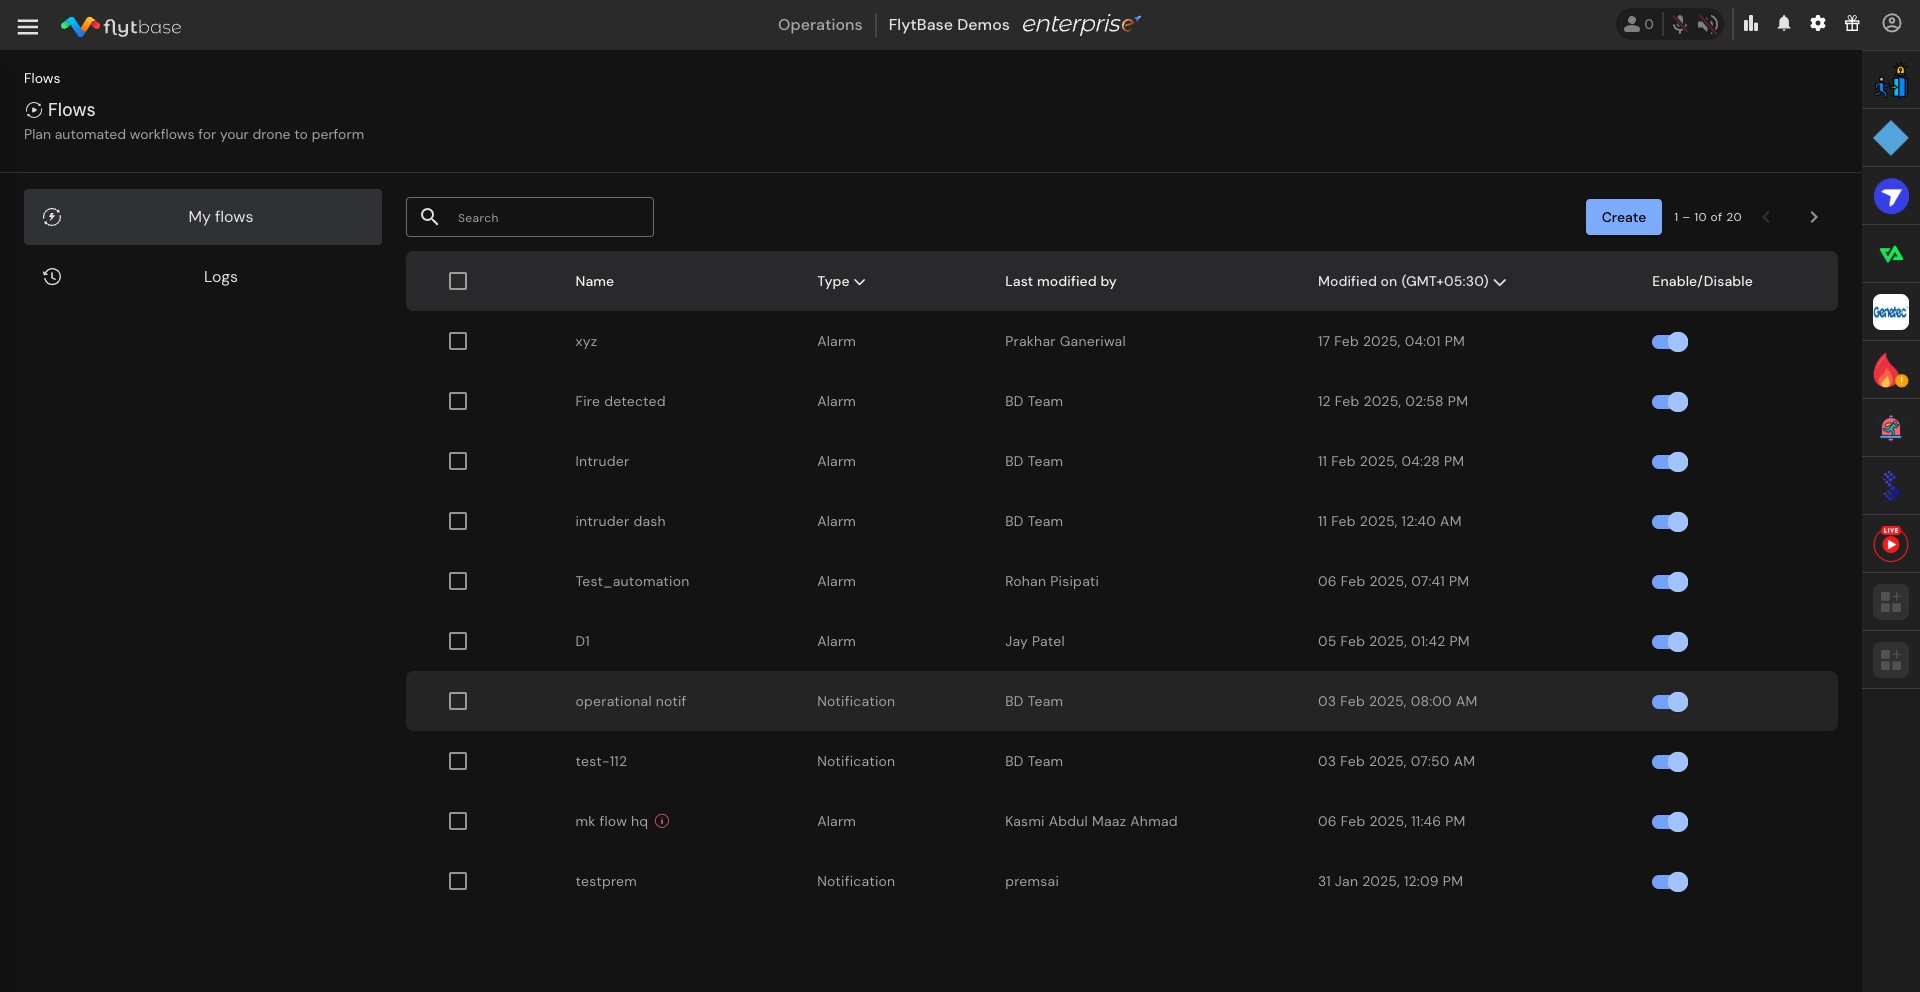 flytbase
Operations
FlytBase Demos enterprise
0
Flows
Flows
Plan automated workflows for your drone to perform
My flows
Logs
Search
Create
1 – 10 of 20
Name Type Last modified by Modified on (GMT+05:30) Enable/Disable
xyz Alarm Prakhar Ganeriwal 17 Feb 2025, 04:01 PM
Fire detected Alarm BD Team 12 Feb 2025, 02:58 PM
Intruder Alarm BD Team 11 Feb 2025, 04:28 PM
intruder dash Alarm BD Team 11 Feb 2025, 12:40 AM
Test_automation Alarm Rohan Pisipati 06 Feb 2025, 07:41 PM
D1 Alarm Jay Patel 05 Feb 2025, 01:42 PM
operational notif Notification BD Team 03 Feb 2025, 08:00 AM
test-112 Notification BD Team 03 Feb 2025, 07:50 AM
mk flow hq Alarm Kasmi Abdul Maaz Ahmad 06 Feb 2025, 11:46 PM
testprem Notification premsai 31 Jan 2025, 12:09 PM
Genetec
LIVE